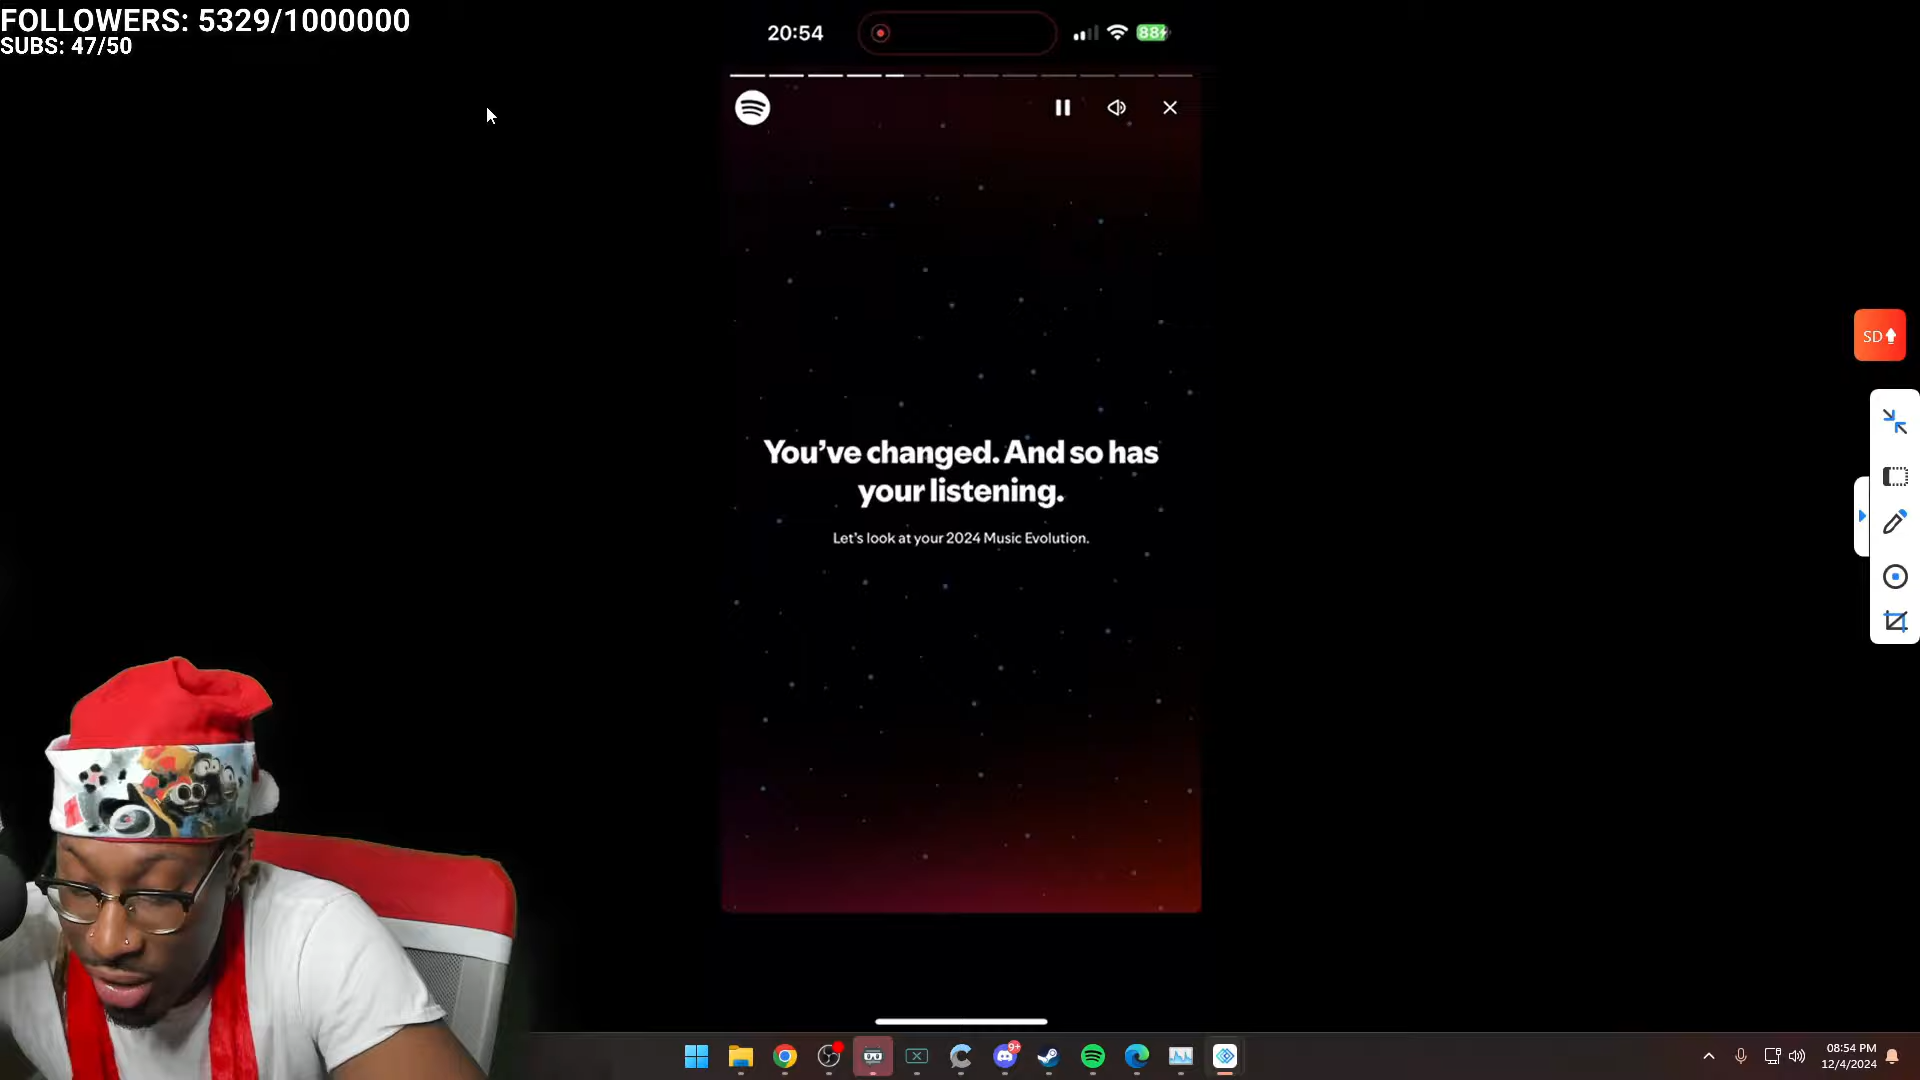 FOLLOWERS: 5329/1000000
SUBS: 47/50
20:54
88
SD
You’ve changed. And so has
your listening.
Let’s look at your 2024 Music Evolution.
9+
08:54 PM
12/4/2024